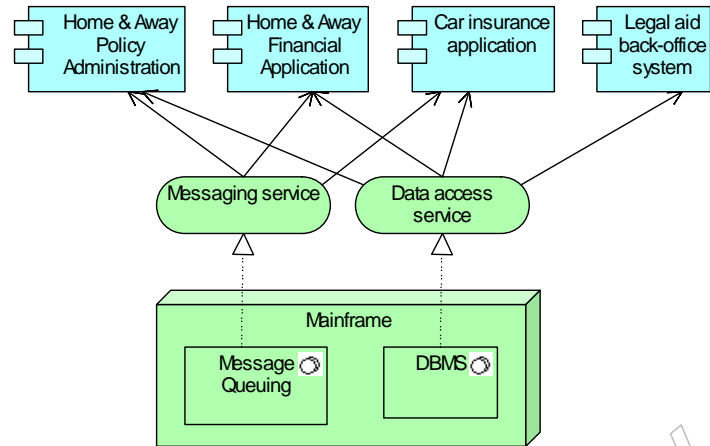 Home & Away
Policy
Administration
Home & Away
Financial
Application
Car insurance
application
Legal aid
back-office
system
Messaging service
Data access
service
Mainframe
Message
Queuing
DBMS